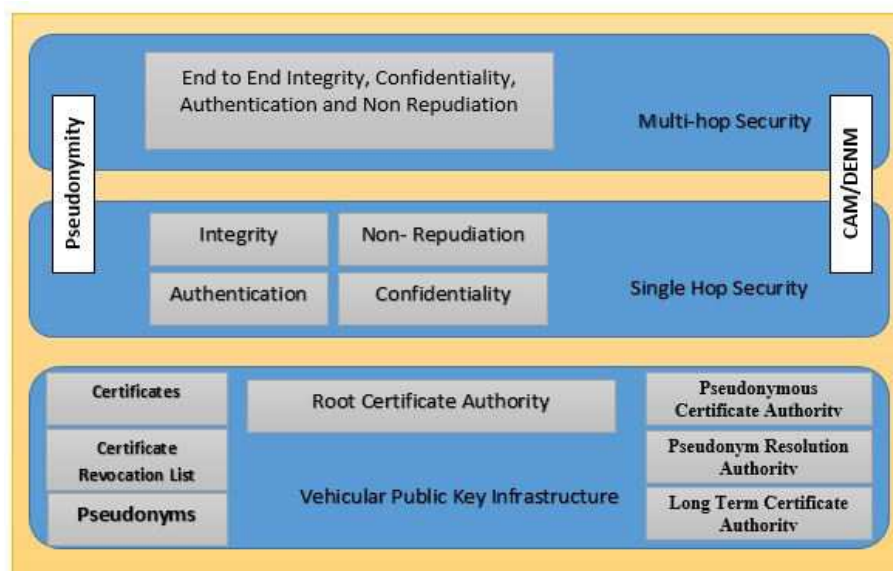 End to End Integrity, Confidentiality,
Authentication and Non Repudiation
Multi-hop Security
Pseudonymity
CAM/DENM
Integrity
Non- Repudiation
Authentication
Confidentiality
Single Hop Security
Certificates
Certificate
Revocation List
Pseudonyms
Root Certificate Authority
Vehicular Public Key Infrastructure
Pseudonymous
Certificate Authority
Pseudonym Resolution
Authority
Long Term Certificate
Authority